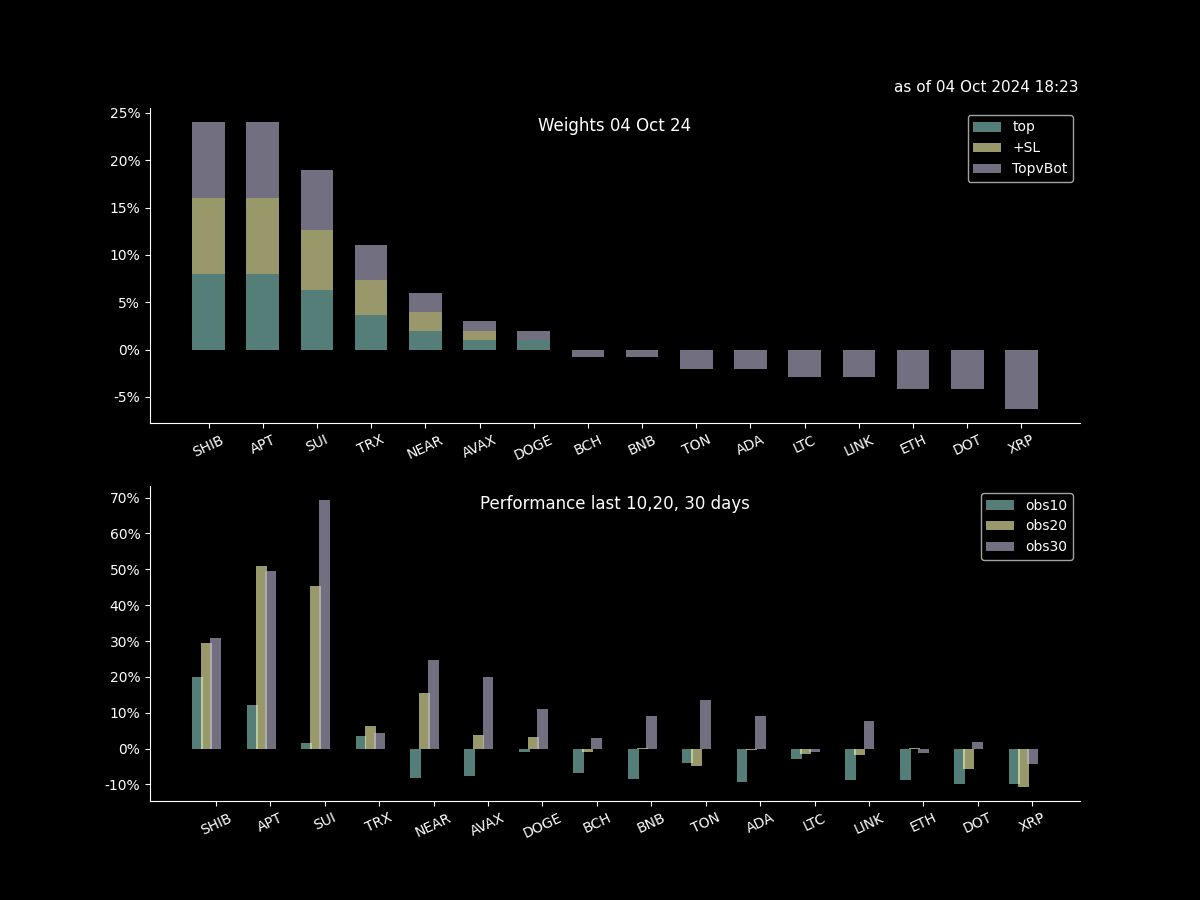 as of 04 Oct 2024 18:23
Weights 04 Oct 24
25%
20%
15%
10%
5%
0%
-5%
top
+SL
TopvBot
SHIB APT SUI TRX NEAR AVAX DOGE BCH BNB TON ADA LTC LINK ETH DOT XRP
Performance last 10,20, 30 days
70%
60%
50%
40%
30%
20%
10%
0%
-10%
obs10
obs20
obs30
SHIB APT SUI TRX NEAR AVAX DOGE BCH BNB TON ADA LTC LINK ETH DOT XRP